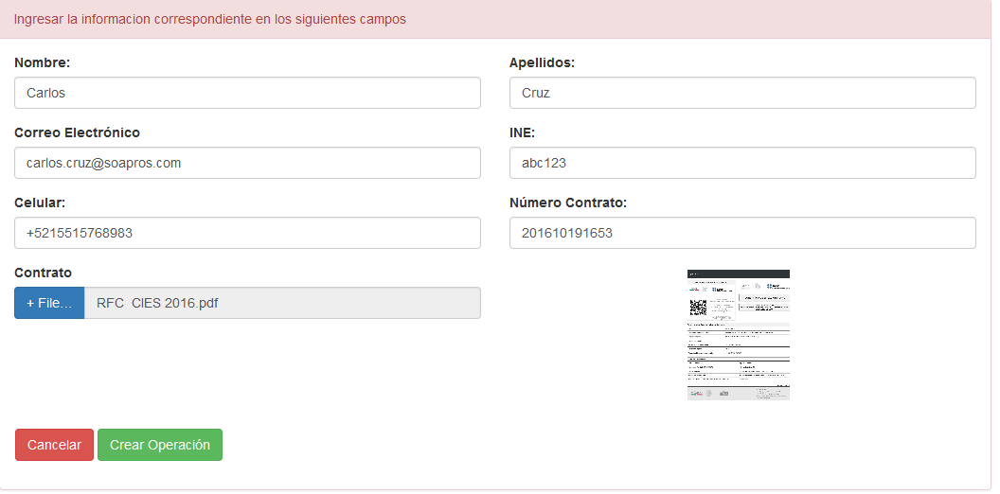 Ingresar la informacion correspondiente en los siguientes campos
Nombre:
Apellidos:
Carlos
Cruz
Correo Electrónico
INE:
carlos.cruz@soapros.com
abc123
Celular:
Número Contrato:
+5215515768983
201610191653
Contrato
+ File... RFC CIES 2016.pdf
Cancelar Crear Operación